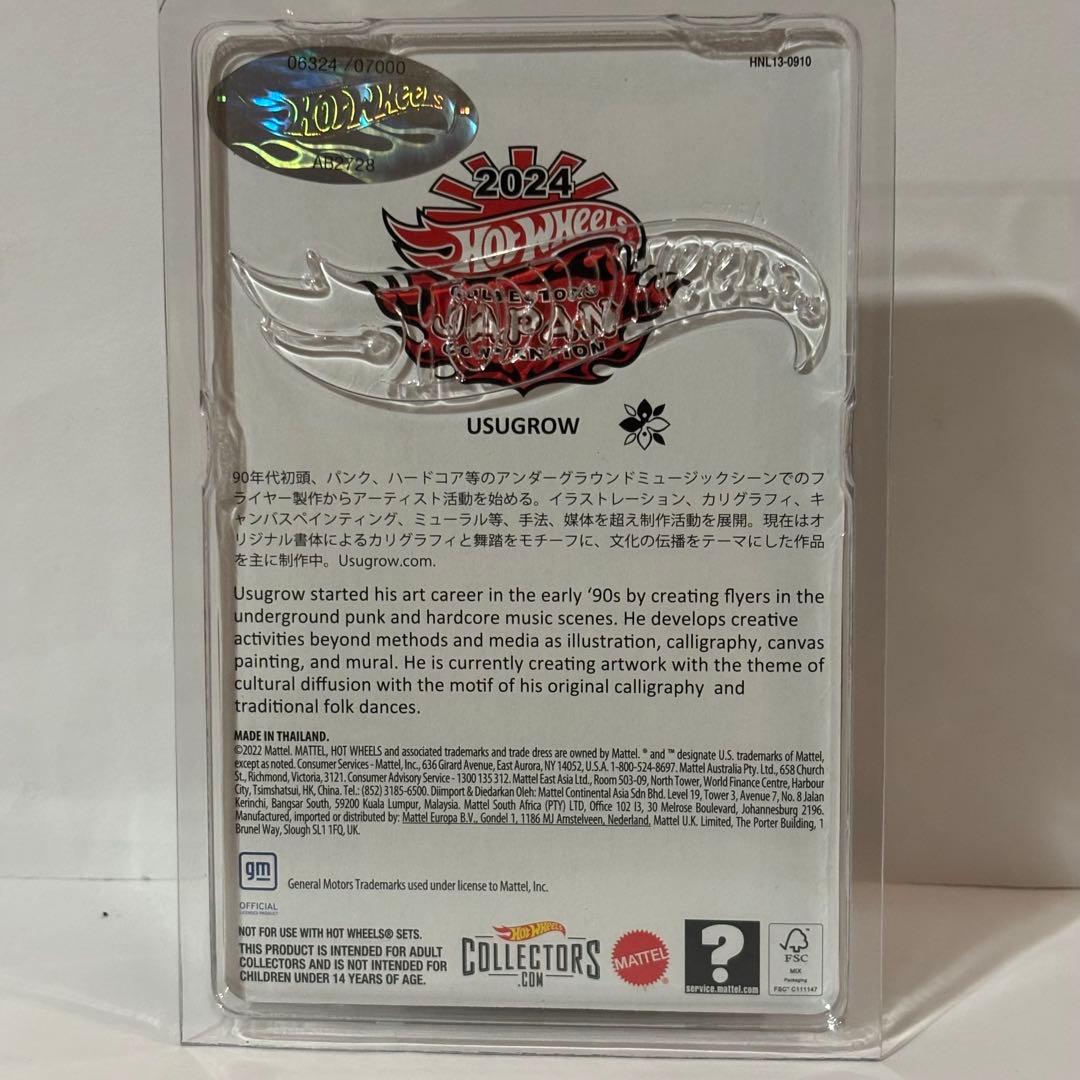 06324 /07000
HNL13-0910
HOT WHEELS
AB2728
2024
HOT WHEELS
COLLECTORS
JAPAN
CONVENTION
USUGROW
90年代初頭、パンク、ハードコア等のアンダーグラウンドミュージックシーンでのフ
ライヤー製作からアーティスト活動を始める。イラストレーション、カリグラフィ、キ
ャンバスペインティング、ミューラル等、手法、媒体を超え制作活動を展開。現在はオ
リジナル書体によるカリグラフィと舞踏をモチーフに、文化の伝播をテーマにした作品
を主に制作中。Usugrow.com.
Usugrow started his art career in the early ‘90s by creating flyers in the
underground punk and hardcore music scenes. He develops creative
activities beyond methods and media as illustration, calligraphy, canvas
painting, and mural. He is currently creating artwork with the theme of
cultural diffusion with the motif of his original calligraphy and
traditional folk dances.
MADE IN THAILAND.
©2022 Mattel. MATTEL, HOT WHEELS and associated trademarks and trade dress are owned by Mattel. ® and ™ designate U.S. trademarks of Mattel,
except as noted. Consumer Services - Mattel, Inc., 636 Girard Avenue, East Aurora, NY 14052, U.S.A. 1-800-524-8697. Mattel Australia Pty. Ltd., 658 Church
St., Richmond, Victoria, 3121. Consumer Advisory Service - 1300 135 312. Mattel East Asia Ltd., Room 503-09, North Tower, World Finance Centre, Harbour
City, Tsimshatsui, HK, China. Tel.: (852) 3185-6500. Diimport & Diedarkan Oleh: Mattel Continental Asia Sdn Bhd. Level 19, Tower 3, Avenue 7, No. 8 Jalan
Kerinchi, Bangsar South, 59200 Kuala Lumpur, Malaysia. Mattel South Africa (PTY) LTD, Office 102 I3, 30 Melrose Boulevard, Johannesburg 2196.
Manufactured, imported or distributed by: Mattel Europa B.V., Gondel 1, 1186 MJ Amstelveen, Nederland. Mattel U.K. Limited, The Porter Building, 1
Brunel Way, Slough SL1 1FQ, UK.
gm
General Motors Trademarks used under license to Mattel, Inc.
OFFICIAL
LICENSED PRODUCT
NOT FOR USE WITH HOT WHEELS® SETS.
THIS PRODUCT IS INTENDED FOR ADULT
COLLECTORS AND IS NOT INTENDED FOR
CHILDREN UNDER 14 YEARS OF AGE.
HOT WHEELS
COLLECTORS
.COM
MATTEL®
?
service.mattel.com
FSC
MIX
Packaging
FSC™ C111147